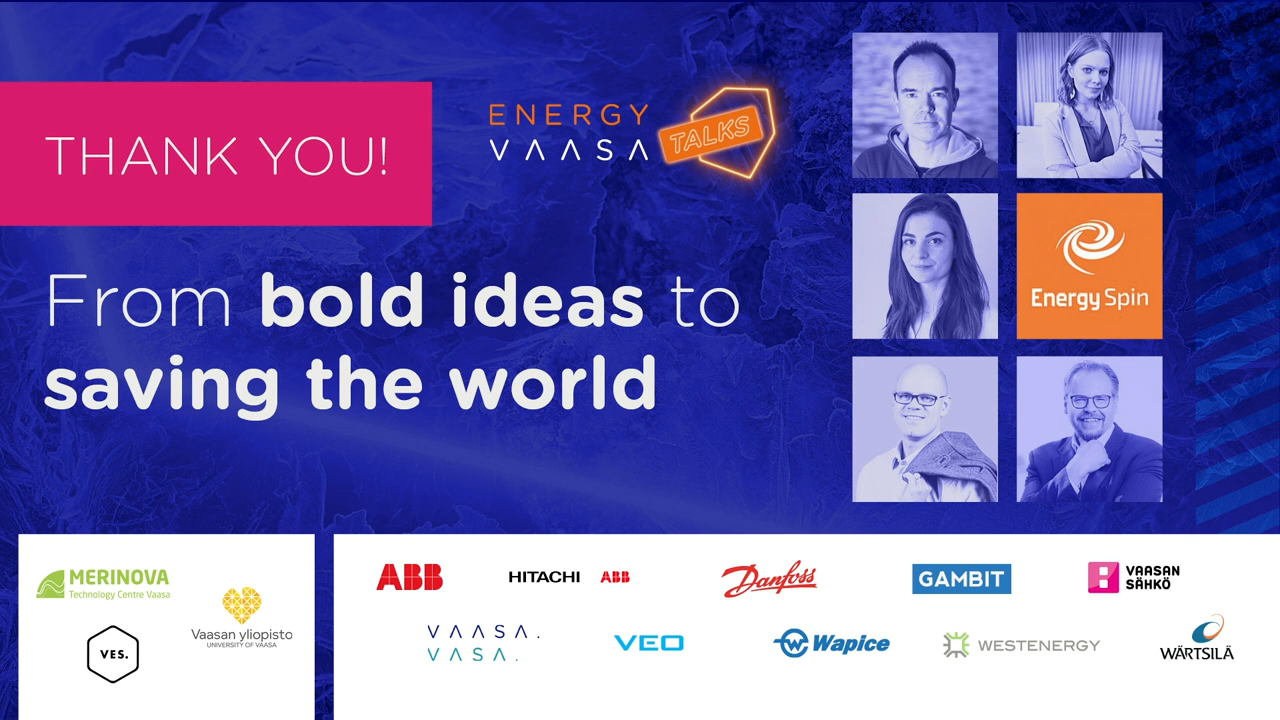 THANK YOU!
ENERGY
VAASA
TALKS
From bold ideas to
saving the world
Energy Spin
MERINOVA
Technology Centre Vaasa
Vaasan yliopisto
UNIVERSITY OF VAASA
VES.
ABB
HITACHI ABB
Danfoss
GAMBIT
VAASAN
SÄHKÖ
VAASA.
VASA.
VEO
Wapice
WESTENERGY
WÄRTSILÄ